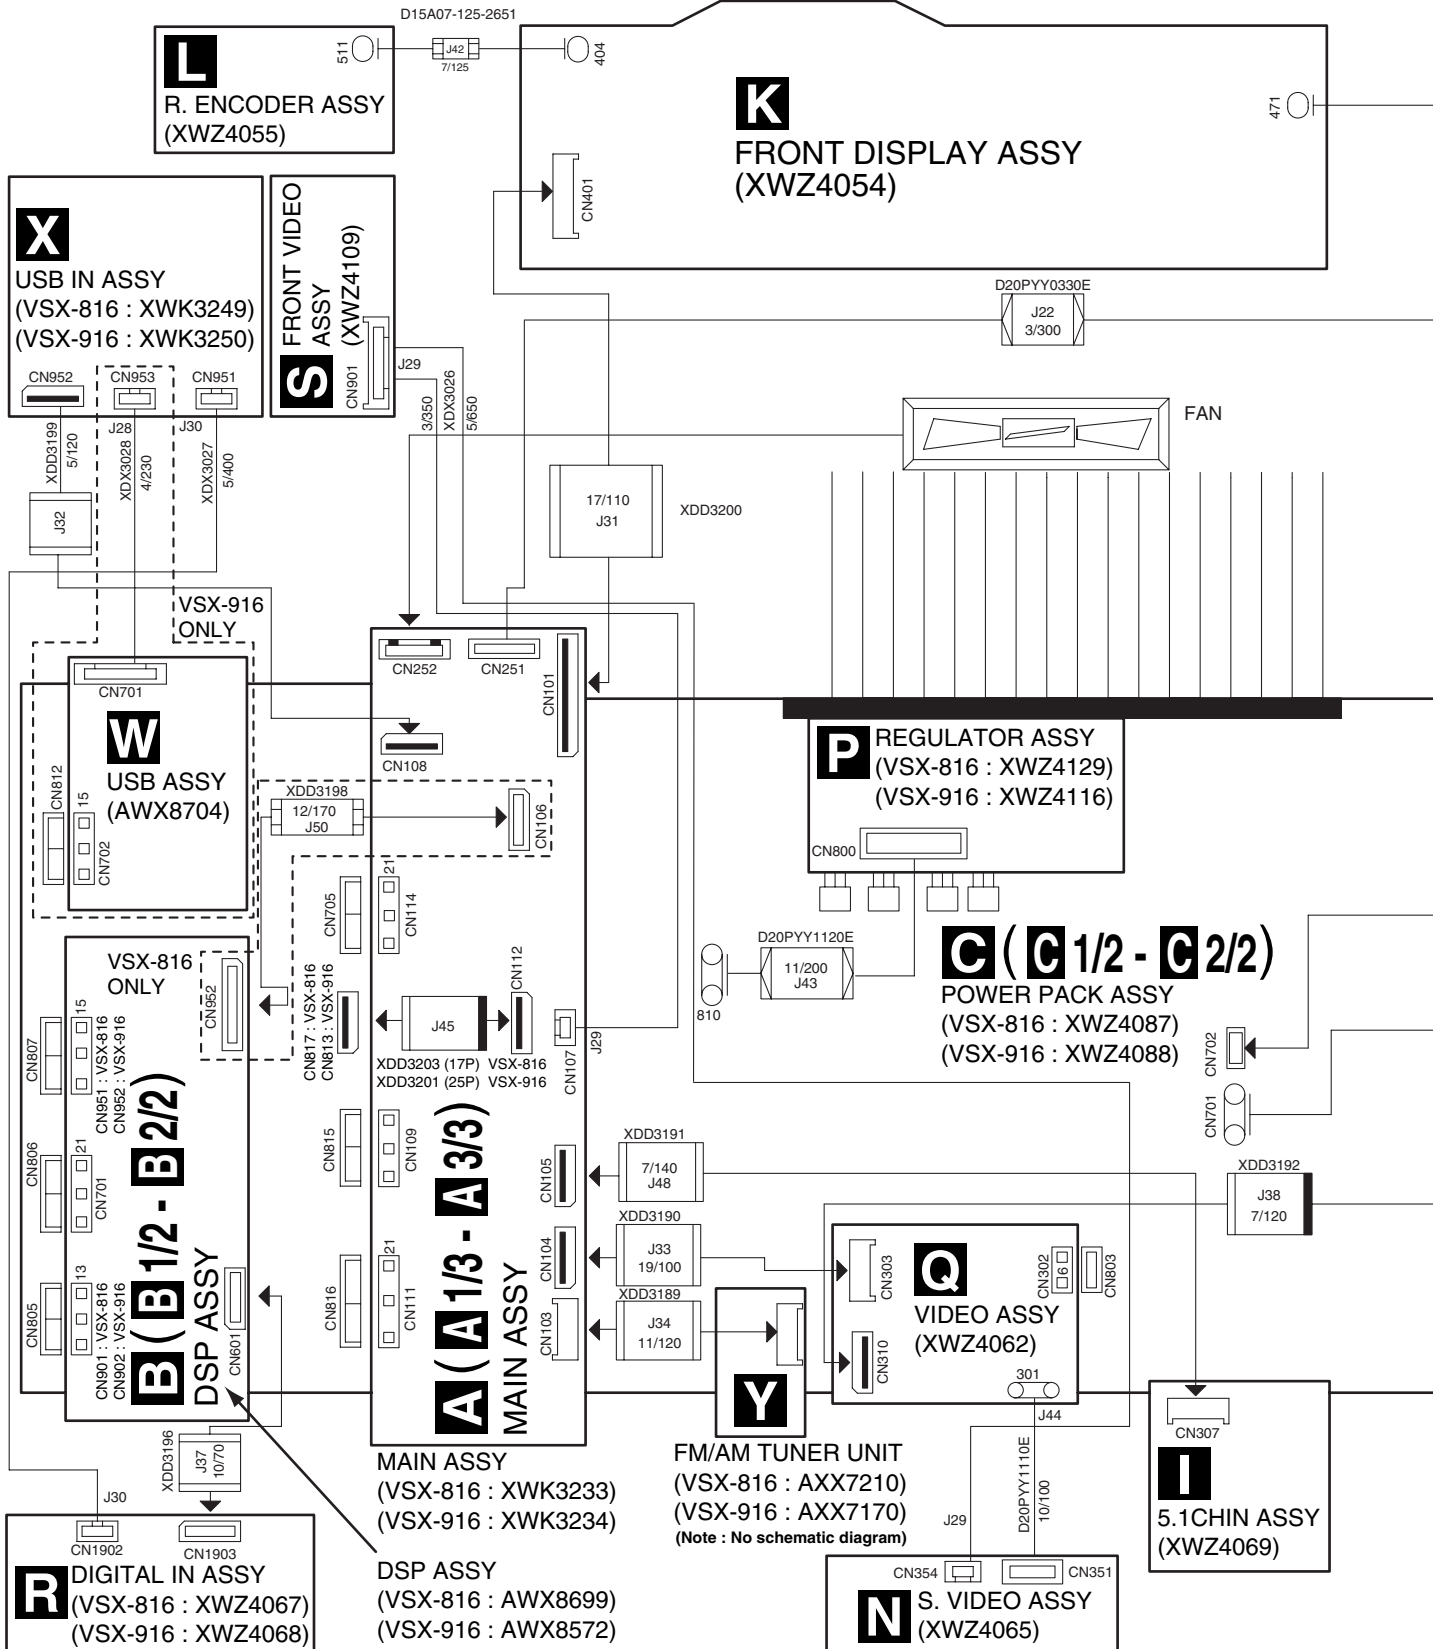 D15A07-125-2651
L
R. ENCODER ASSY
(XWZ4055)
511
J42
7/125
404
K
FRONT DISPLAY ASSY
(XWZ4054)
471
CN401
X
USB IN ASSY
(VSX-816 : XWK3249)
(VSX-916 : XWK3250)
CN952
CN953
CN951
S
FRONT VIDEO
ASSY
(XWZ4109)
CN901
J29
3/350
XDX3026
5/650
D20PYY0330E
J22
3/300
FAN
XDD3199
5/120
J28
XDX3028
4/230
J30
XDX3027
5/400
J32
17/110
J31
XDD3200
VSX-916
ONLY
CN701
W
USB ASSY
(AWX8704)
CN812
15
CN702
CN252
CN251
CN101
CN108
XDD3198
12/170
J50
CN106
P
REGULATOR ASSY
(VSX-816 : XWZ4129)
(VSX-916 : XWZ4116)
CN800
CN705
21
CN114
VSX-816
ONLY
CN952
CN817 : VSX-816
CN813 : VSX-916
J45
CN112
XDD3203 (17P) VSX-816
XDD3201 (25P) VSX-916
CN107
J29
D20PYY1120E
11/200
J43
810
C ( C 1/2 - C 2/2)
POWER PACK ASSY
(VSX-816 : XWZ4087)
(VSX-916 : XWZ4088)
CN702
CN701
CN807
15
CN951 : VSX-816
CN952 : VSX-916
CN806
21
CN701
CN805
13
CN901 : VSX-816
CN902 : VSX-916
B ( B 1/2 - B 2/2)
DSP ASSY
CN601
CN815
CN109
CN816
21
CN111
A ( A 1/3 - A 3/3)
MAIN ASSY
CN105
CN104
CN103
XDD3191
7/140
J48
XDD3190
J33
19/100
XDD3189
J34
11/120
XDD3192
J38
7/120
CN303
Q
VIDEO ASSY
(XWZ4062)
CN302
6
CN803
CN310
301
J44
Y
FM/AM TUNER UNIT
(VSX-816 : AXX7210)
(VSX-916 : AXX7170)
(Note : No schematic diagram)
CN307
I
5.1CHIN ASSY
(XWZ4069)
MAIN ASSY
(VSX-816 : XWK3233)
(VSX-916 : XWK3234)
XDD3196
J37
10/70
J30
CN1902
CN1903
R
DIGITAL IN ASSY
(VSX-816 : XWZ4067)
(VSX-916 : XWZ4068)
DSP ASSY
(VSX-816 : AWX8699)
(VSX-916 : AWX8572)
J29
D20PYY1110E
10/100
CN354
CN351
N
S. VIDEO ASSY
(XWZ4065)